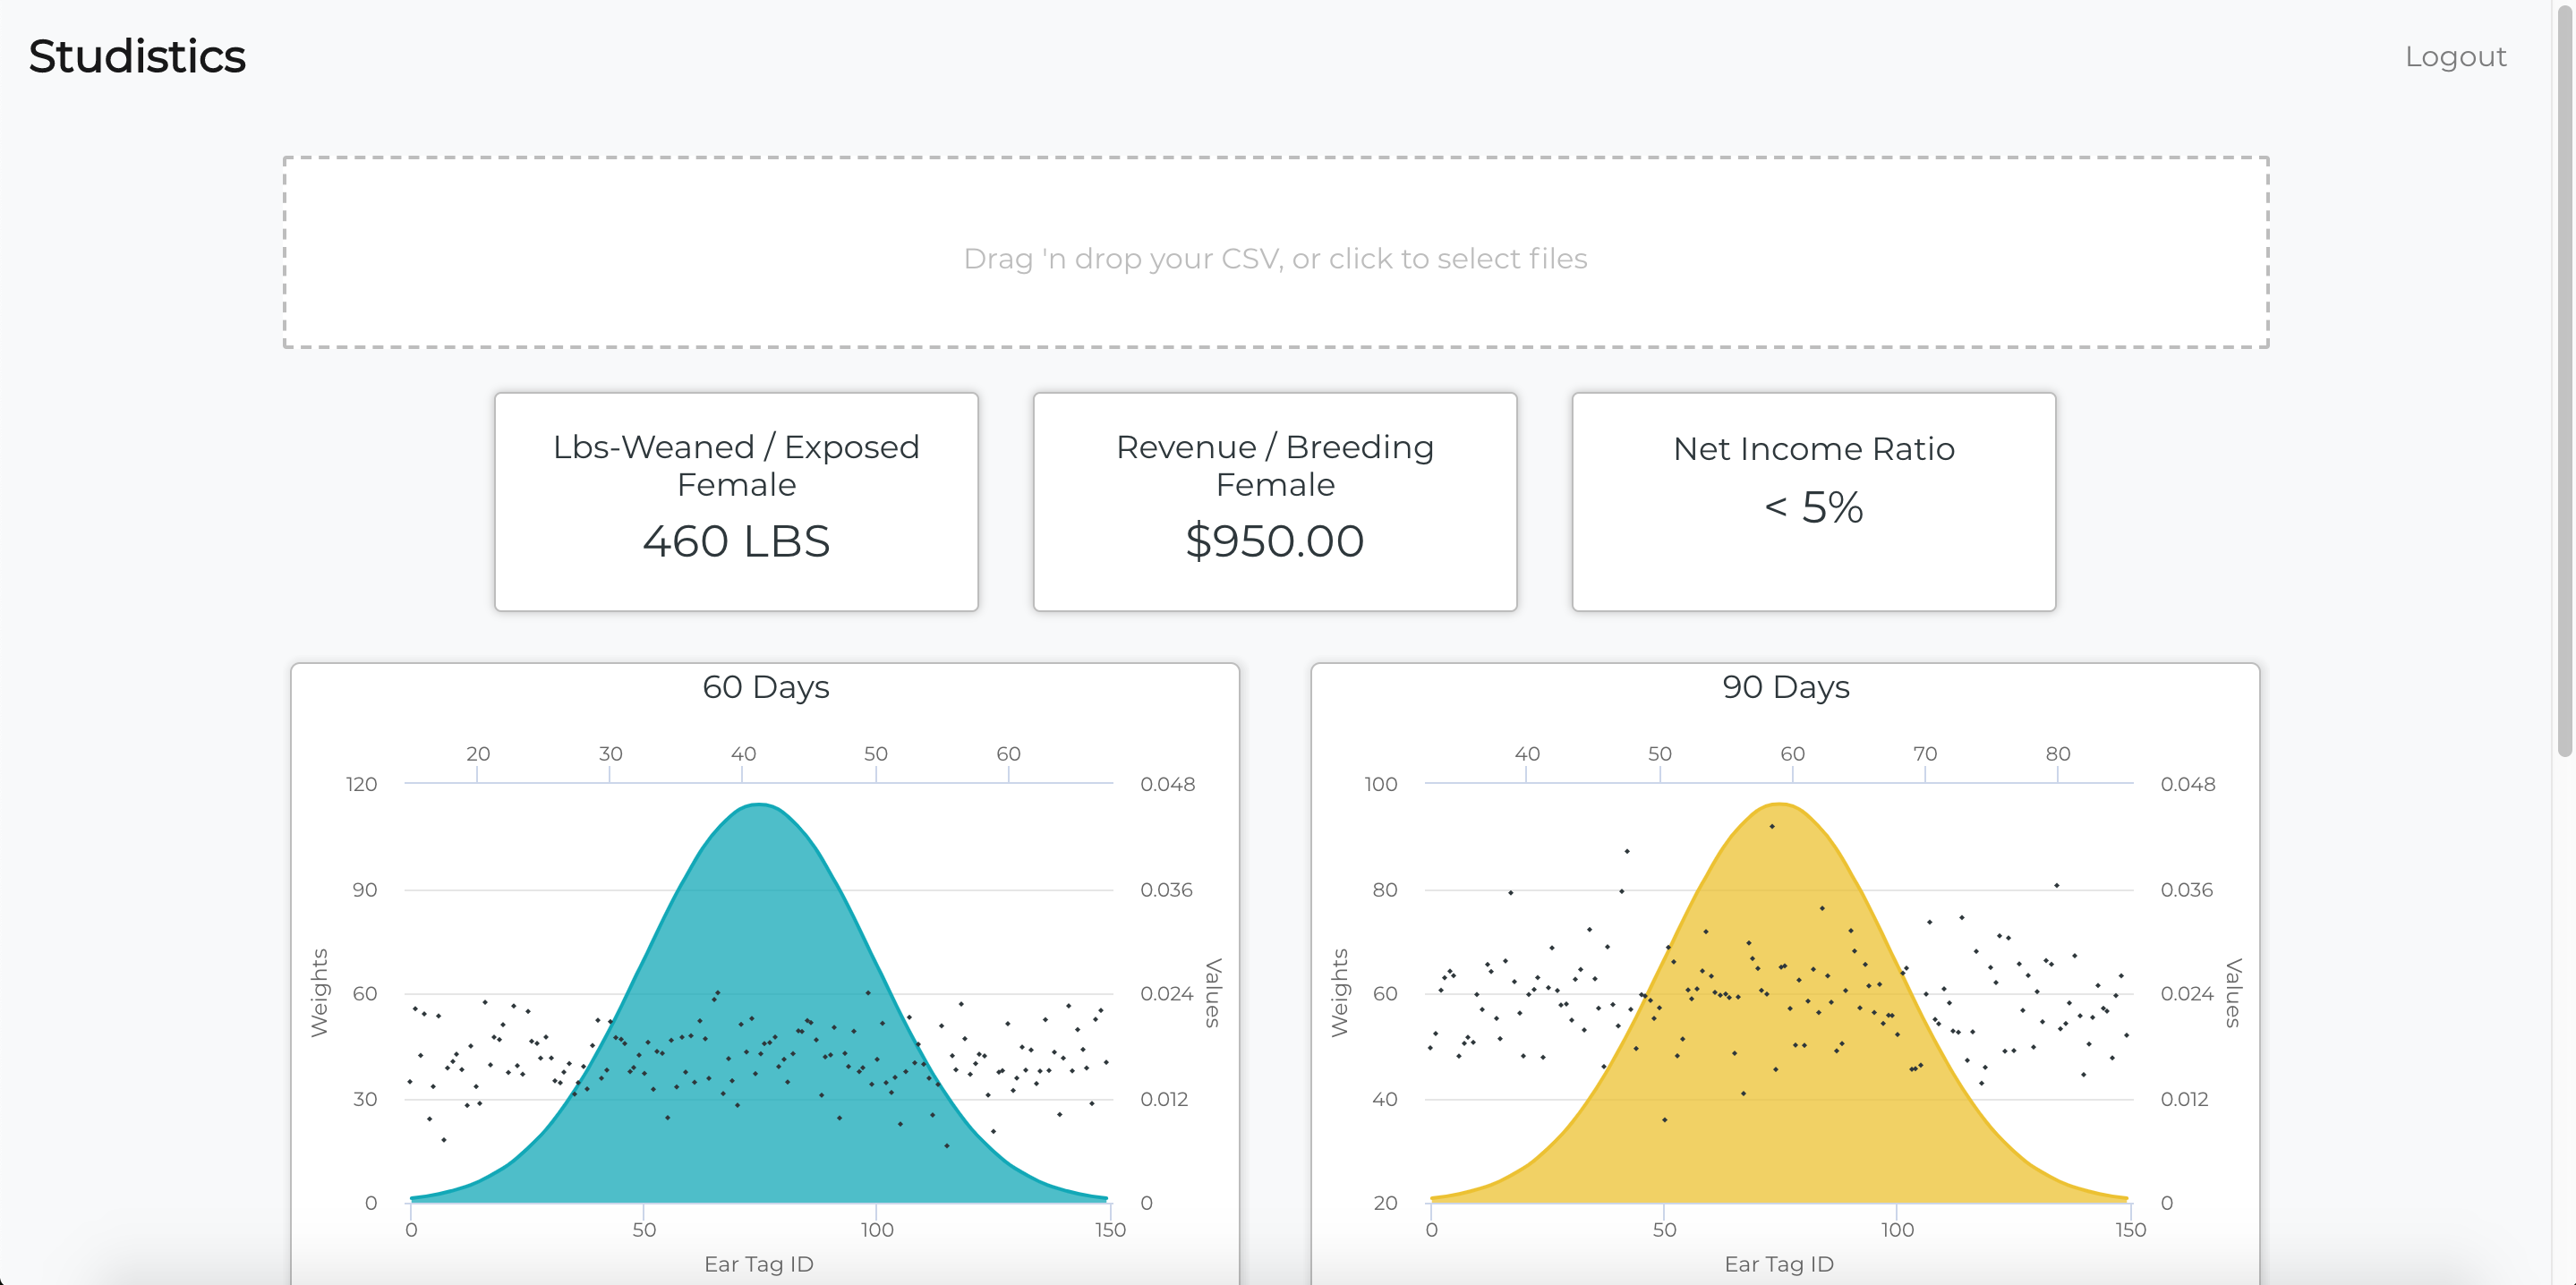 Studistics
Logout
Drag 'n drop your CSV, or click to select files
Lbs-Weaned / Exposed
Female
460 LBS
Revenue / Breeding
Female
$950.00
Net Income Ratio
< 5%
60 Days
20 30 40 50 60
120 0.048
90 0.036
60 0.024
30 0.012
0 0
Weights
Values
0 50 100 150
Ear Tag ID
90 Days
40 50 60 70 80
100 0.048
80 0.036
60 0.024
40 0.012
20 0
Weights
Values
0 50 100 150
Ear Tag ID